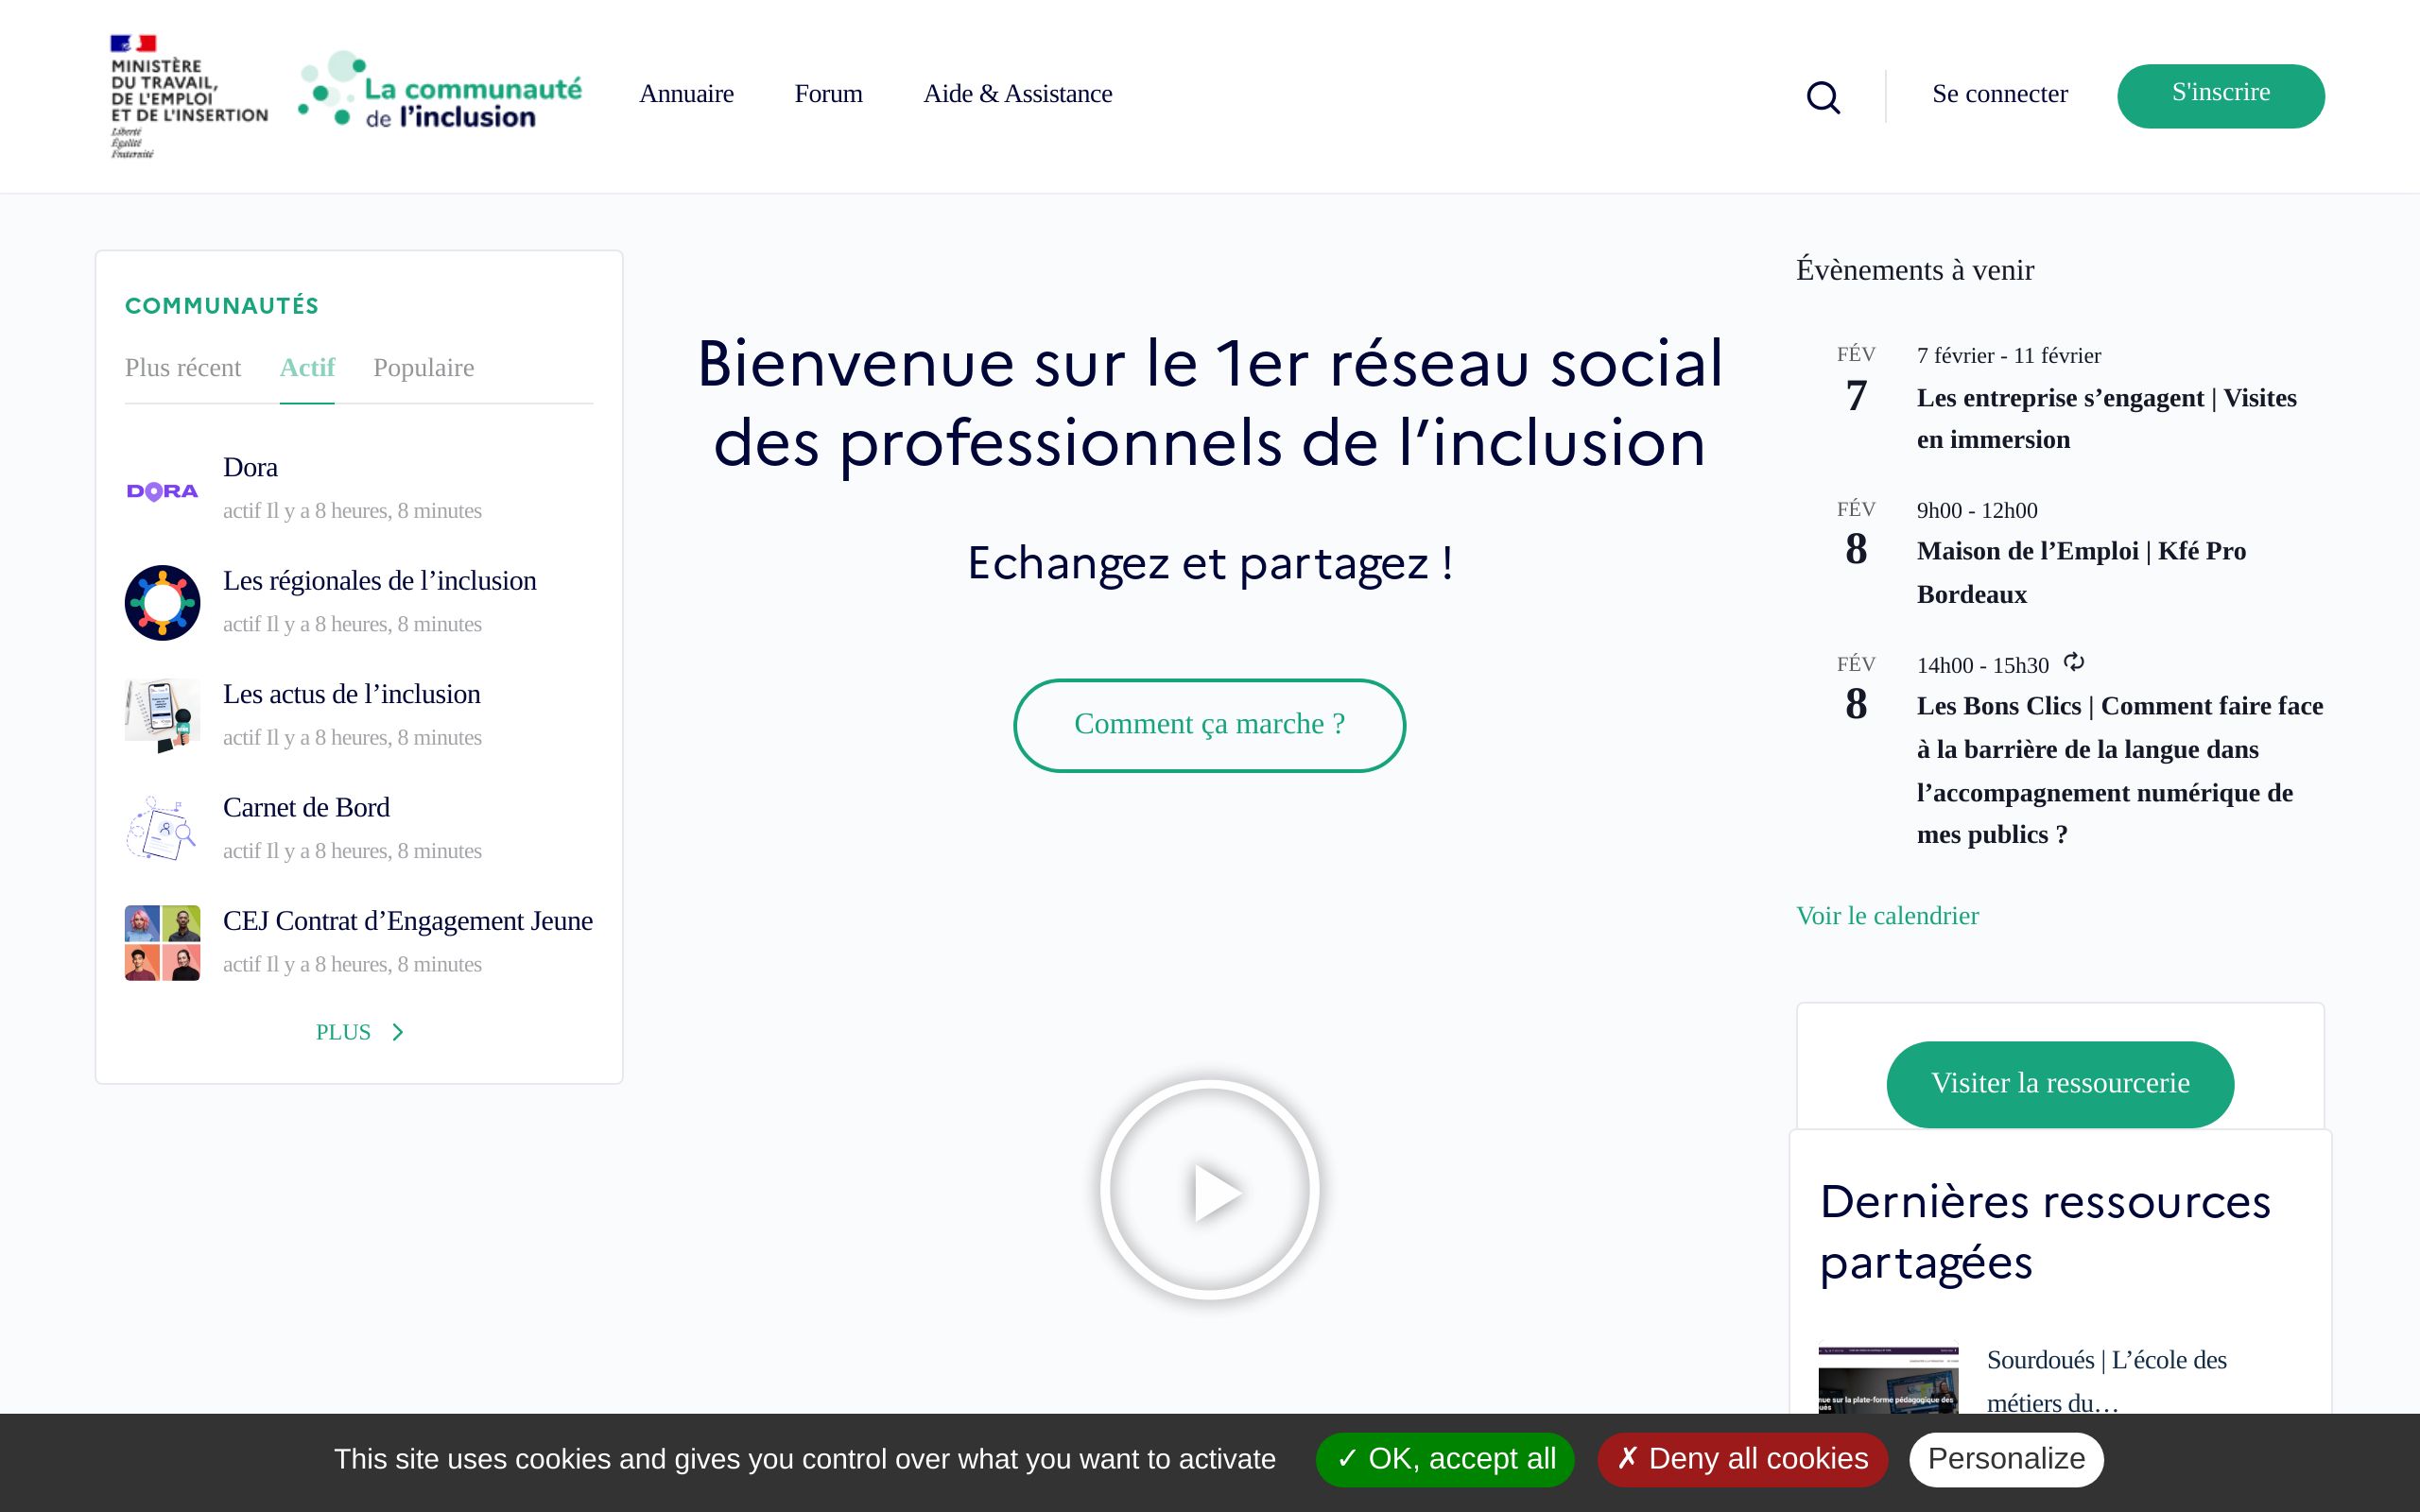 MINISTÈRE
DU TRAVAIL,
DE L'EMPLOI
ET DE L'INSERTION
Liberté
Égalité
Fraternité
La communauté
de l'inclusion
Annuaire
Forum
Aide & Assistance
Se connecter
S'inscrire
COMMUNAUTÉS
Plus récent
Actif
Populaire
DORA
Dora
actif Il y a 8 heures, 8 minutes
Les régionales de l’inclusion
actif Il y a 8 heures, 8 minutes
Les actus de l’inclusion
actif Il y a 8 heures, 8 minutes
Carnet de Bord
actif Il y a 8 heures, 8 minutes
CEJ Contrat d’Engagement Jeune
actif Il y a 8 heures, 8 minutes
PLUS
Bienvenue sur le 1er réseau social
des professionnels de l’inclusion
Echangez et partagez !
Comment ça marche ?
Évènements à venir
FÉV
7
7 février - 11 février
Les entreprise s’engagent | Visites
en immersion
FÉV
8
9h00 - 12h00
Maison de l’Emploi | Kfé Pro
Bordeaux
FÉV
8
14h00 - 15h30
Les Bons Clics | Comment faire face
à la barrière de la langue dans
l’accompagnement numérique de
mes publics ?
Voir le calendrier
Visiter la ressourcerie
Dernières ressources
partagées
sur la plate-forme pédagogique des
Sourdoués | L’école des
métiers du…
This site uses cookies and gives you control over what you want to activate
✓ OK, accept all
✗ Deny all cookies
Personalize